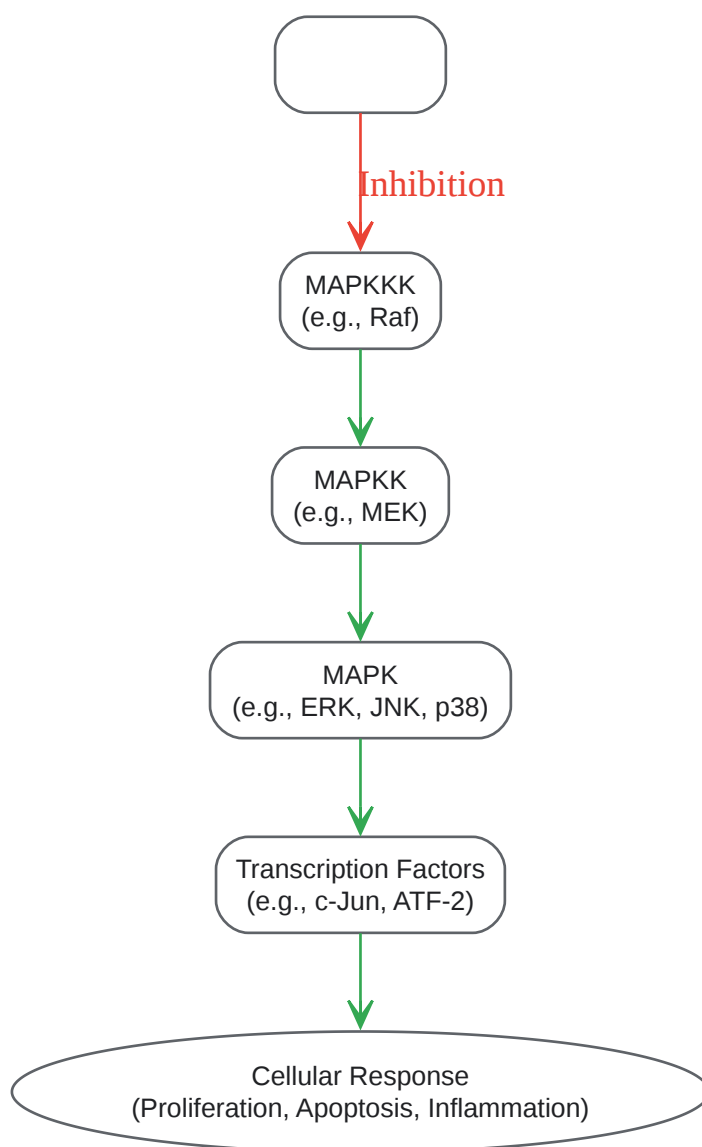 Inhibition
MAPKKK
(e.g., Raf)
MAPKK
(e.g., MEK)
MAPK
(e.g., ERK, JNK, p38)
Transcription Factors
(e.g., c-Jun, ATF-2)
Cellular Response
(Proliferation, Apoptosis, Inflammation)